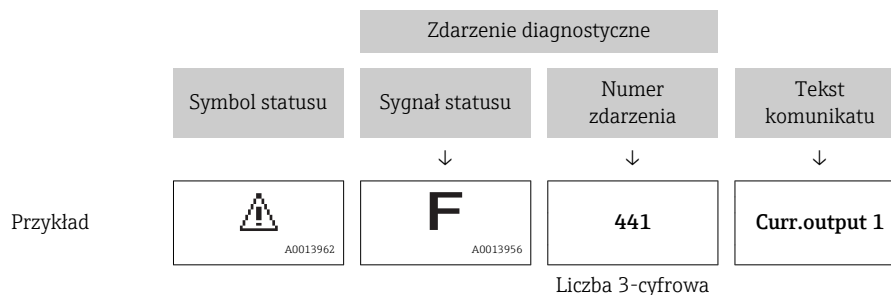 Zdarzenie diagnostyczne
Symbol statusu
Sygnał statusu
Numer
zdarzenia
Tekst
komunikatu
Przykład
A0013962
F
A0013956
441
Curr.output 1
Liczba 3-cyfrowa